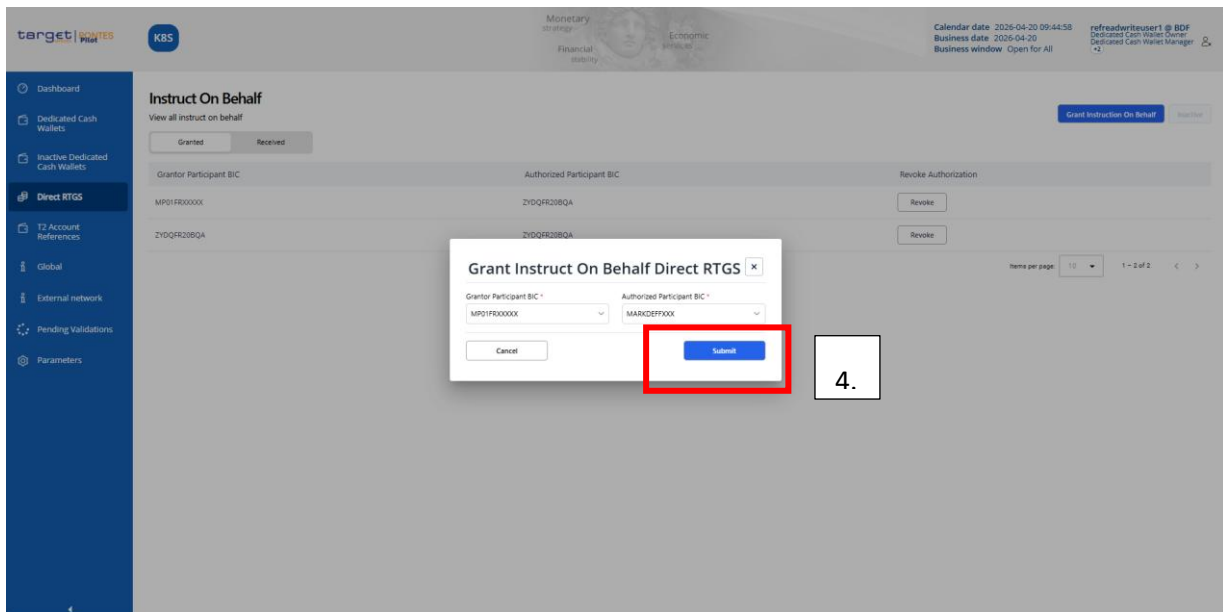 target | PONTES
Pilot
K8S
Monetary
strategy
Economic
services
Financial
stability
Calendar date 2026-04-20 09:44:58
Business date 2026-04-20
Business window Open for All
refreadwriteuser1 @ BDF
Dedicated Cash Wallet Owner
Dedicated Cash Wallet Manager
+2
Dashboard
Dedicated Cash
Wallets
Inactive Dedicated
Cash Wallets
Direct RTGS
T2 Account
References
Global
External network
Pending Validations
Parameters
Instruct On Behalf
View all instruct on behalf
Grant Instruction On Behalf
Inactive
Granted Received
Grantor Participant BIC Authorized Participant BIC Revoke Authorization
MP01FRXXXXX ZYDQFR20BQA Revoke
ZYDQFR20BQA ZYDQFR20BQA Revoke
Items per page: 10 1 – 2 of 2
Grant Instruct On Behalf Direct RTGS ×
Grantor Participant BIC * Authorized Participant BIC *
MP01FRXXXXX MARKDEFFXXX
Cancel Submit
4.